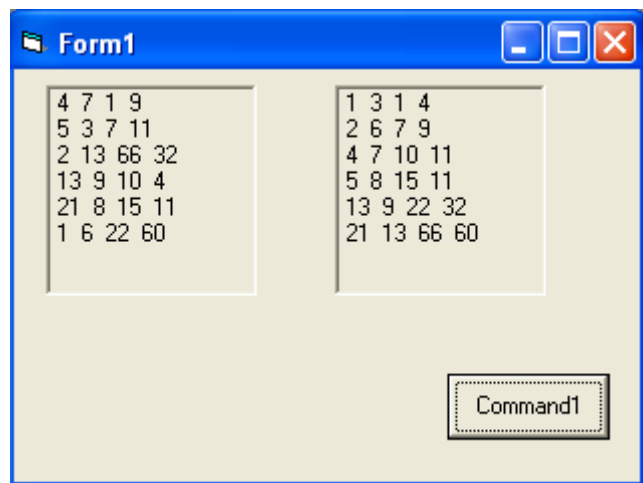 Form1
4 7 1 9
5 3 7 11
2 13 66 32
13 9 10 4
21 8 15 11
1 6 22 60
1 3 1 4
2 6 7 9
4 7 10 11
5 8 15 11
13 9 22 32
21 13 66 60
Command1